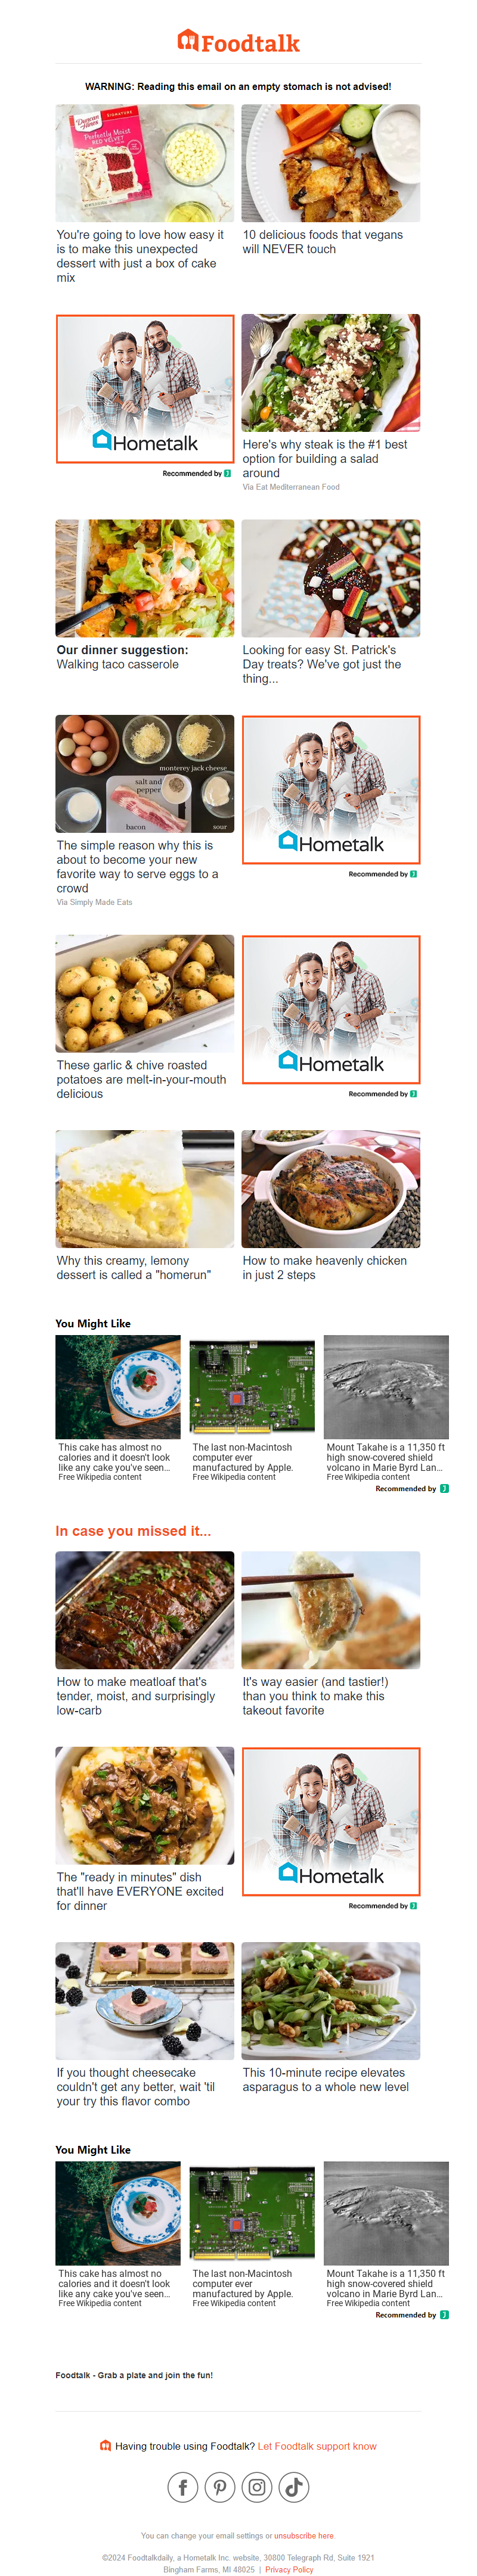 Foodtalk
WARNING: Reading this email on an empty stomach is not advised!
Duncan Hines
SIGNATURE
Perfectly Moist
RED VELVET
You're going to love how easy it
is to make this unexpected
dessert with just a box of cake
mix
10 delicious foods that vegans
will NEVER touch
Hometalk
Recommended by
Here's why steak is the #1 best
option for building a salad
around
Via Eat Mediterranean Food
Our dinner suggestion:
Walking taco casserole
Looking for easy St. Patrick's
Day treats? We've got just the
thing...
monterey jack cheese
salt and
pepper
bacon
sour
The simple reason why this is
about to become your new
favorite way to serve eggs to a
crowd
Via Simply Made Eats
Hometalk
Recommended by
These garlic & chive roasted
potatoes are melt-in-your-mouth
delicious
Hometalk
Recommended by
Why this creamy, lemony
dessert is called a "homerun"
How to make heavenly chicken
in just 2 steps
You Might Like
This cake has almost no
calories and it doesn't look
like any cake you've seen...
Free Wikipedia content
The last non-Macintosh
computer ever
manufactured by Apple.
Free Wikipedia content
Mount Takahe is a 11,350 ft
high snow-covered shield
volcano in Marie Byrd Lan...
Free Wikipedia content
Recommended by
In case you missed it...
How to make meatloaf that's
tender, moist, and surprisingly
low-carb
It's way easier (and tastier!)
than you think to make this
takeout favorite
The "ready in minutes" dish
that'll have EVERYONE excited
for dinner
Hometalk
Recommended by
If you thought cheesecake
couldn't get any better, wait 'til
your try this flavor combo
This 10-minute recipe elevates
asparagus to a whole new level
You Might Like
This cake has almost no
calories and it doesn't look
like any cake you've seen...
Free Wikipedia content
The last non-Macintosh
computer ever
manufactured by Apple.
Free Wikipedia content
Mount Takahe is a 11,350 ft
high snow-covered shield
volcano in Marie Byrd Lan...
Free Wikipedia content
Recommended by
Foodtalk - Grab a plate and join the fun!
Having trouble using Foodtalk? Let Foodtalk support know
You can change your email settings or unsubscribe here.
©2024 Foodtalkdaily, a Hometalk Inc. website, 30800 Telegraph Rd, Suite 1921
Bingham Farms, MI 48025 | Privacy Policy